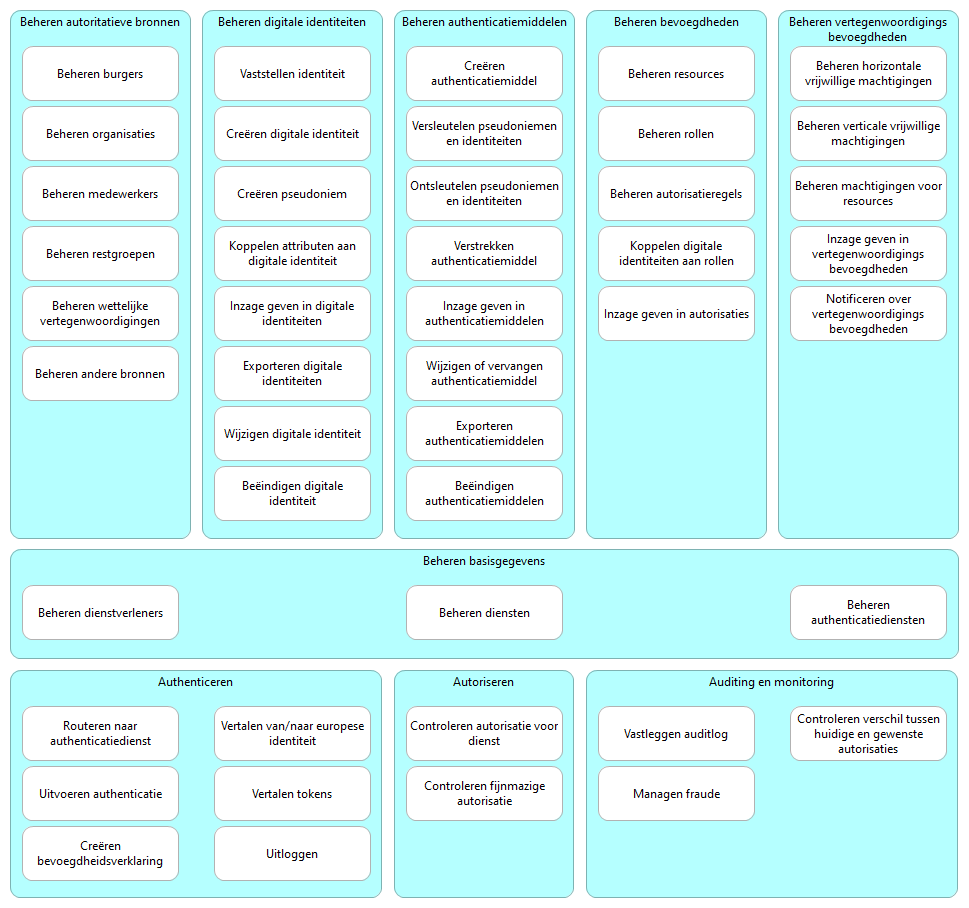 Beheren autoritatieve bronnen
Beheren burgers
Beheren organisaties
Beheren medewerkers
Beheren restgroepen
Beheren wettelijke
vertegenwoordigingen
Beheren andere bronnen
Beheren digitale identiteiten
Vaststellen identiteit
Creëren digitale identiteit
Creëren pseudoniem
Koppelen attributen aan
digitale identiteit
Inzage geven in digitale
identiteiten
Exporteren digitale
identiteiten
Wijzigen digitale identiteit
Beëindigen digitale
identiteit
Beheren authenticatiemiddelen
Creëren
authenticatiemiddel
Versleutelen pseudoniemen
en identiteiten
Ontsleutelen pseudoniemen
en identiteiten
Verstrekken
authenticatiemiddel
Inzage geven in
authenticatiemiddelen
Wijzigen of vervangen
authenticatiemiddel
Exporteren
authenticatiemiddelen
Beëindigen
authenticatiemiddelen
Beheren bevoegdheden
Beheren resources
Beheren rollen
Beheren autorisatieregels
Koppelen digitale
identiteiten aan rollen
Inzage geven in autorisaties
Beheren vertegenwoordigings
bevoegdheden
Beheren horizontale
vrijwillige machtigingen
Beheren verticale vrijwillige
machtigingen
Beheren machtigingen voor
resources
Inzage geven in
vertegenwoordigings
bevoegdheden
Notificeren over
vertegenwoordigings
bevoegdheden
Beheren basisgegevens
Beheren dienstverleners
Beheren diensten
Beheren
authenticatiediensten
Authenticeren
Routeren naar
authenticatiedienst
Uitvoeren authenticatie
Creëren
bevoegdheidsverklaring
Vertalen van/naar europese
identiteit
Vertalen tokens
Uitloggen
Autoriseren
Controleren autorisatie voor
dienst
Controleren fijnmazige
autorisatie
Auditing en monitoring
Vastleggen auditlog
Managen fraude
Controleren verschil tussen
huidige en gewenste
autorisaties